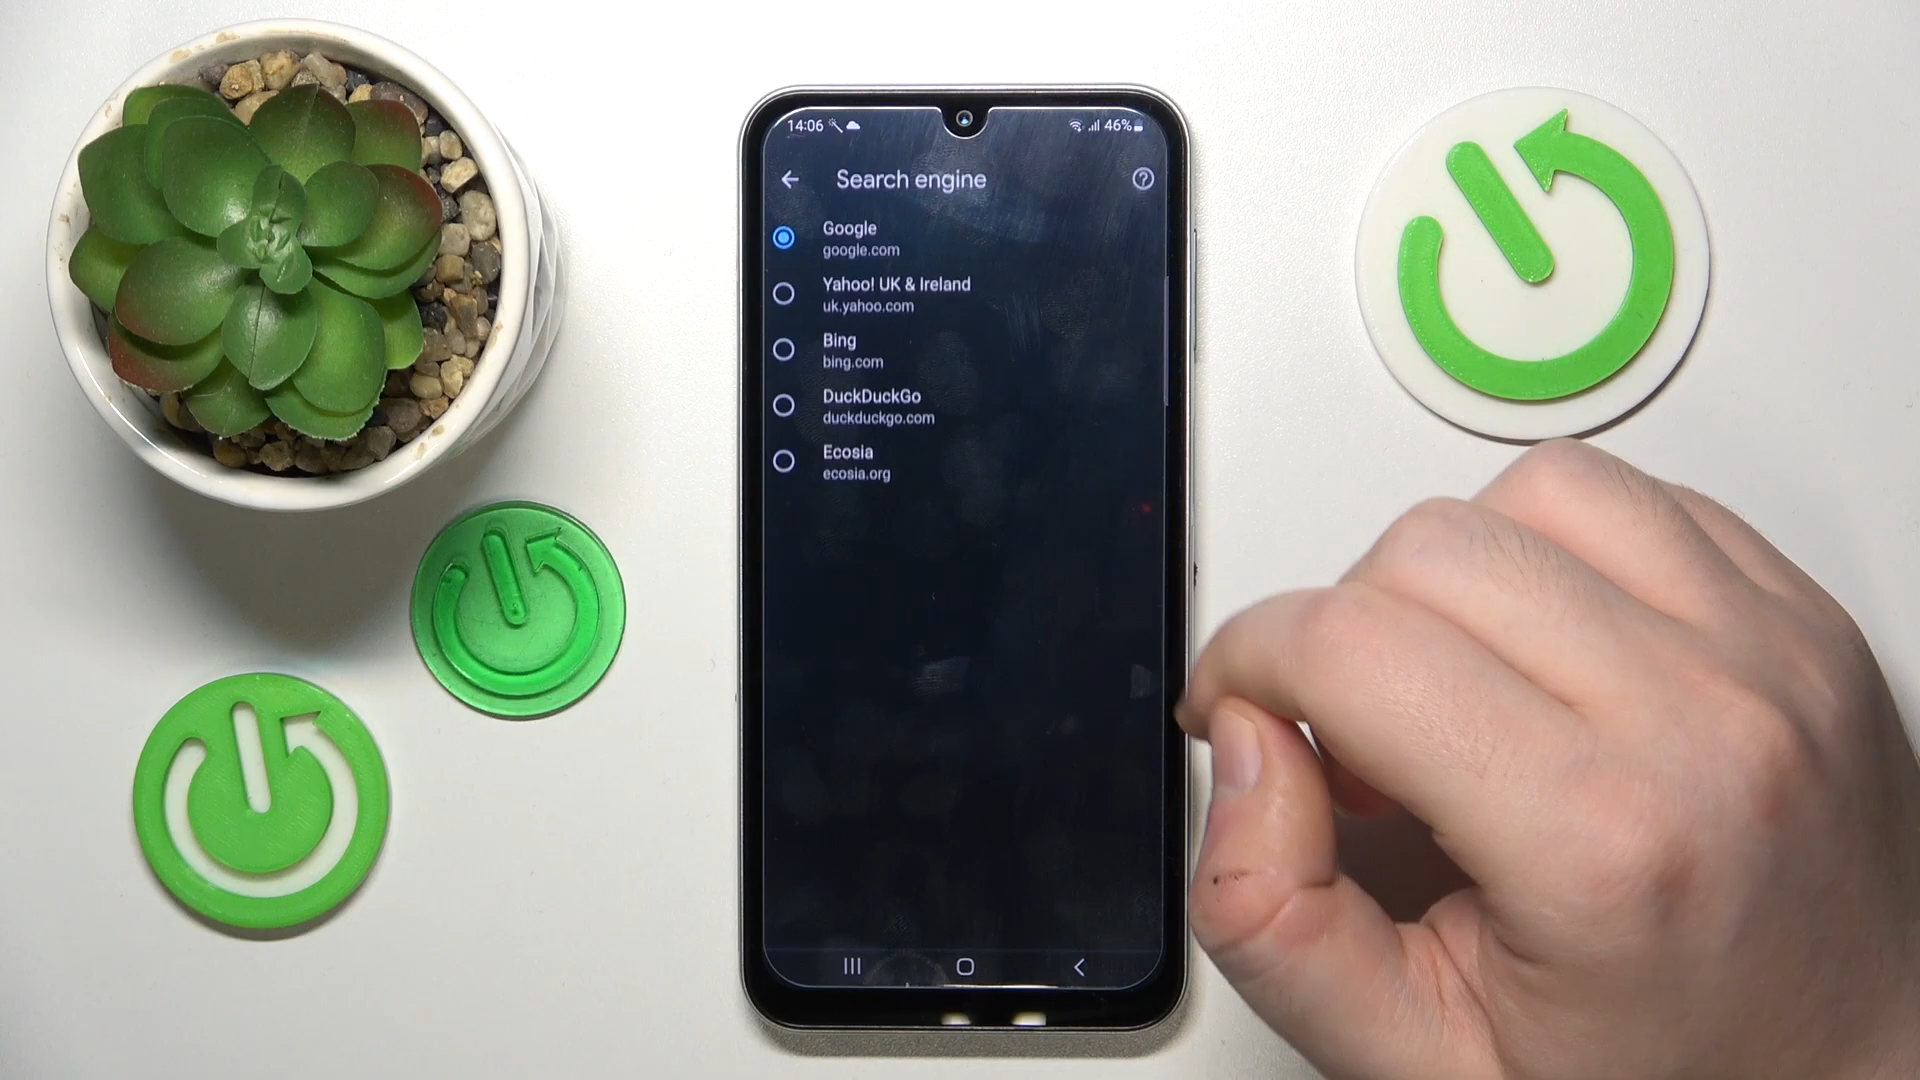 14:06 46%
Search engine
Google
google.com
Yahoo! UK & Ireland
uk.yahoo.com
Bing
bing.com
DuckDuckGo
duckduckgo.com
Ecosia
ecosia.org